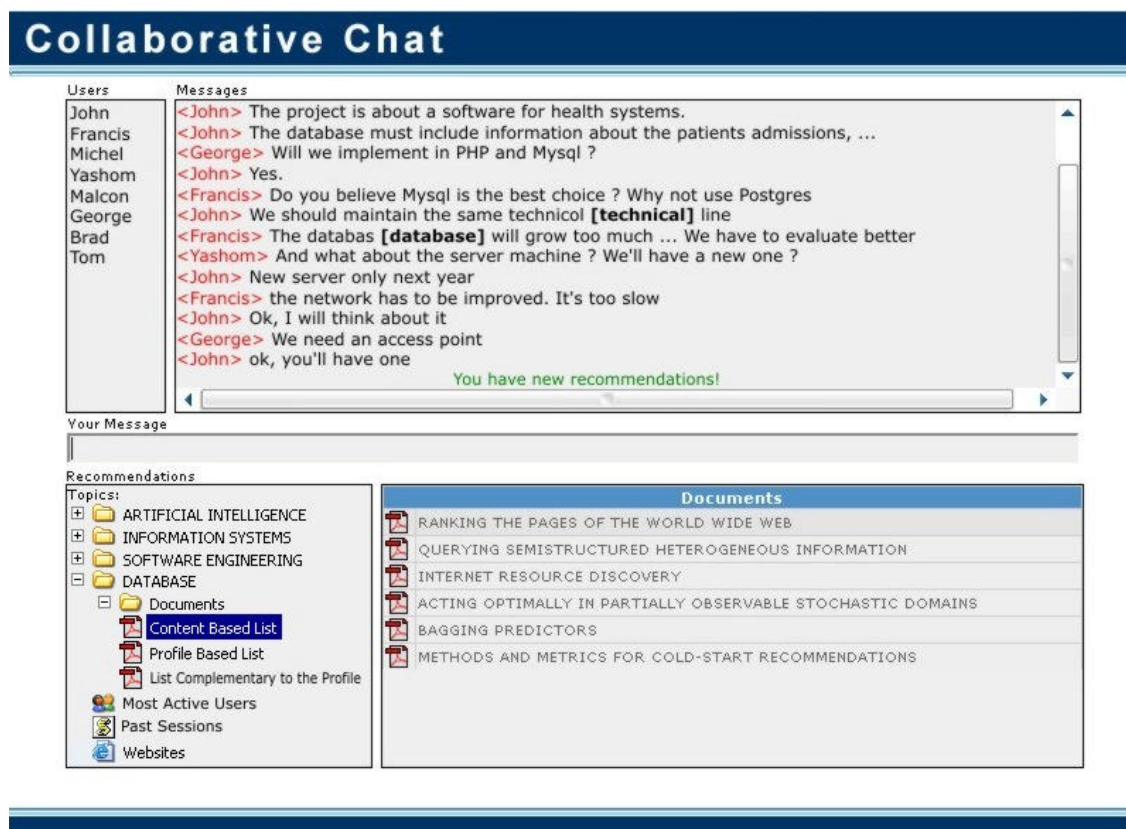 Collaborative Chat
Users
Messages
John
Francis
Michel
Yashom
Malcon
George
Brad
Tom
<John> The project is about a software for health systems.
<John> The database must include information about the patients admissions, ...
<George> Will we implement in PHP and Mysql ?
<John> Yes.
<Francis> Do you believe Mysql is the best choice ? Why not use Postgres
<John> We should maintain the same technicol [technical] line
<Francis> The databas [database] will grow too much ... We have to evaluate better
<Yashom> And what about the server machine ? We'll have a new one ?
<John> New server only next year
<Francis> the network has to be improved. It's too slow
<John> Ok, I will think about it
<George> We need an access point
<John> ok, you'll have one
You have new recommendations!
Your Message
Recommendations
Topics:
ARTIFICIAL INTELLIGENCE
INFORMATION SYSTEMS
SOFTWARE ENGINEERING
DATABASE
Documents
Content Based List
Profile Based List
List Complementary to the Profile
Most Active Users
Past Sessions
Websites
Documents
RANKING THE PAGES OF THE WORLD WIDE WEB
QUERYING SEMISTRUCTURED HETEROGENEOUS INFORMATION
INTERNET RESOURCE DISCOVERY
ACTING OPTIMALLY IN PARTIALLY OBSERVABLE STOCHASTIC DOMAINS
BAGGING PREDICTORS
METHODS AND METRICS FOR COLD-START RECOMMENDATIONS